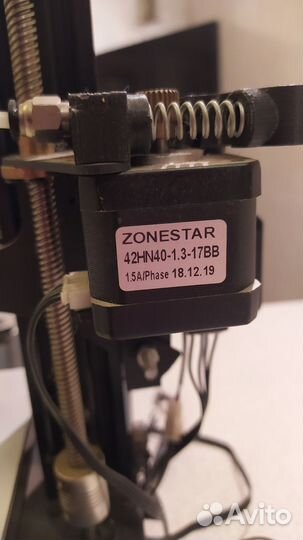 ZONESTAR
42HN40-1.3-17BB
1.5A/Phase 18.12.19
Avito